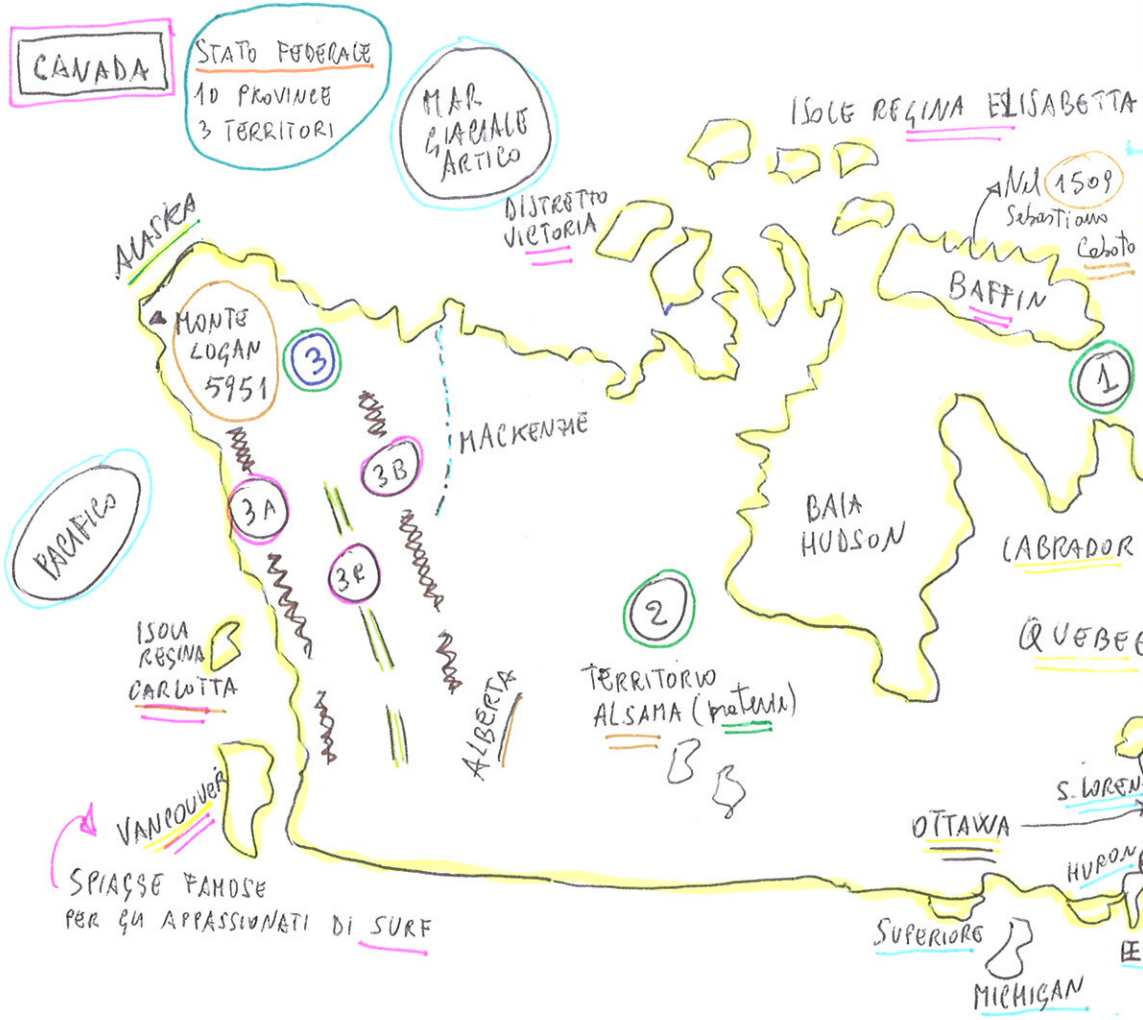 CANADA
STATO FEDERALE
10 PROVINCE
3 TERRITORI
MAR
GLACIALE
ARTICO
ISOLE REGINA ELISABETTA
Nel 1509
Sebastiano
Caboto
DISTRETTO
VICTORIA
BAFFIN
ALASKA
MONTE
LOGAN
5951
3
1
MACKENZIE
3B
3A
3R
PACIFICO
BAIA
HUDSON
LABRADOR
2
QUEBEC
ISOLA
REGINA
CARLOTTA
TERRITORIO
ALSAMA (praterie)
ALBERTA
VANCOUVER
S. LOREN
OTTAWA
HURON
SPIAGGE FAMOSE
PER GLI APPASSIONATI DI SURF
SUPERIORE
E
MICHIGAN